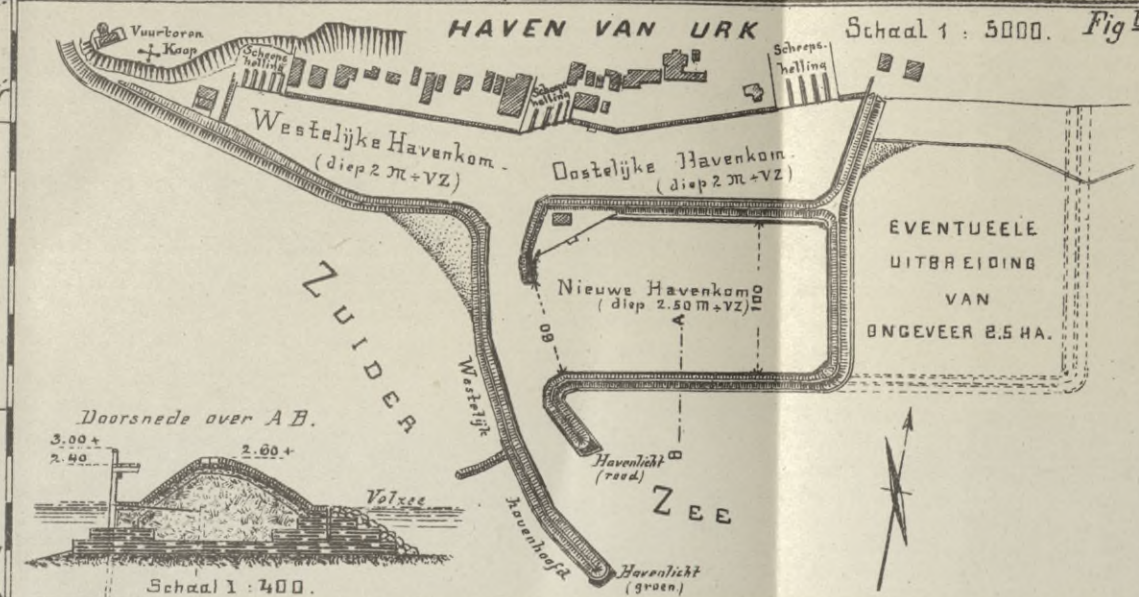 HAVEN VAN URK
Schaal 1 : 5000.
Fig
Vuurtoren
Kaap
Scheeps
helling
Scheeps
helling
Scheeps.
helling
Westelijke Havenkom.
(diep 2 M ÷ VZ)
Oostelijke Havenkom.
(diep 2 M ÷ VZ)
Nieuwe Havenkom
(diep 2.50 M ÷ VZ)
100
60
A
B
EVENTUEELE
UITBREIDING
VAN
ONGEVEER 2.5 HA.
ZUIDER
ZEE
Westelijk
havenhoofd
Havenlicht
(rood)
Havenlicht
(groen)
Doorsnede over A B.
3.00 +
2.40
2.60 +
Volzee
Schaal 1 : 400.